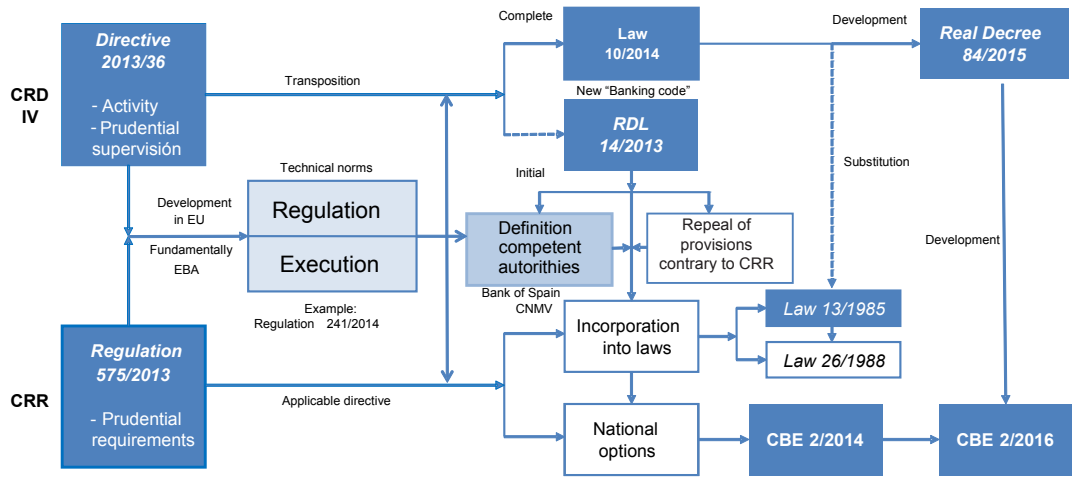 CRD
IV
Directive
2013/36
- Activity
- Prudential
supervisión
Transposition
Complete
Law
10/2014
New “Banking code”
RDL
14/2013
Initial
Development
Real Decree
84/2015
Substitution
Development
Technical norms
Development
in EU
Fundamentally
EBA
Regulation
Execution
Example:
Regulation 241/2014
Definition
competent
autorithies
Bank of Spain
CNMV
Repeal of
provisions
contrary to CRR
Incorporation
into laws
Law 13/1985
Law 26/1988
CRR
Regulation
575/2013
- Prudential
requirements
Applicable directive
National
options
CBE 2/2014
CBE 2/2016